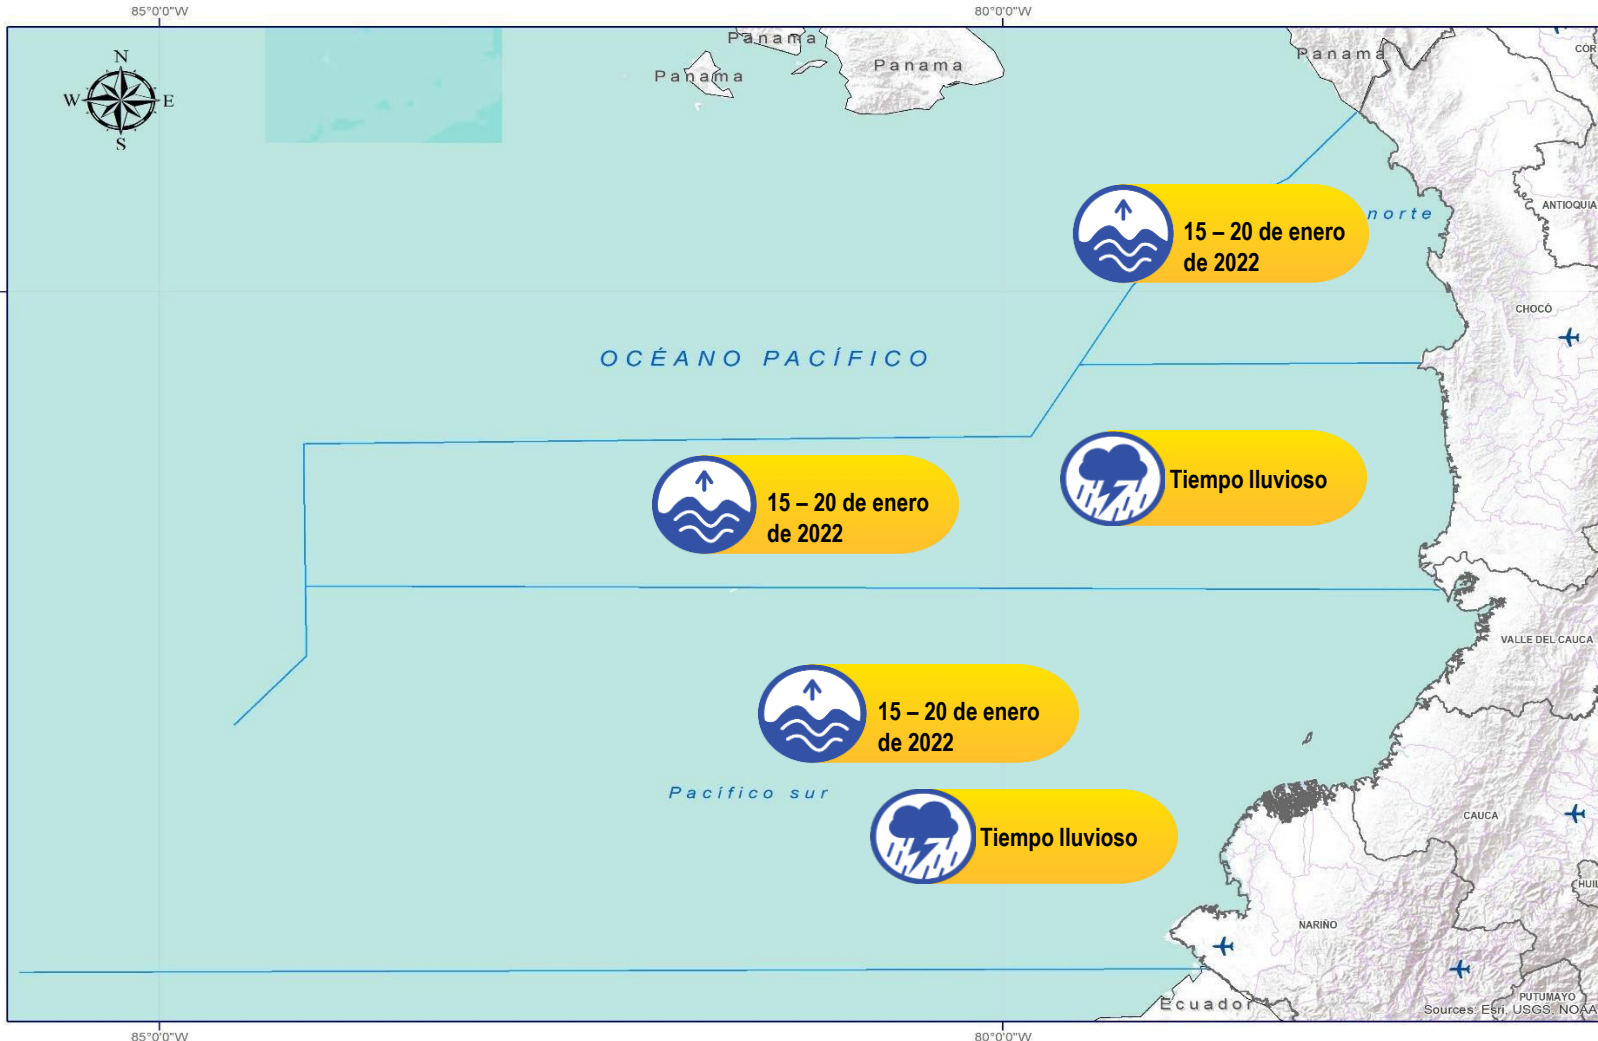 85°0'0"W
80°0'0"W
Panama
Panama
Panama
Panama
COR
N
W
E
S
ANTIOQUIA
norte
15 – 20 de enero
de 2022
CHOCÓ
OCÉANO PACÍFICO
Tiempo lluvioso
15 – 20 de enero
de 2022
VALLE DEL CAUCA
15 – 20 de enero
de 2022
Pacífico sur
CAUCA
Tiempo lluvioso
HUIL
NARIÑO
PUTUMAYO
Ecuador
Sources: Esri, USGS, NOAA
85°0'0"W
80°0'0"W